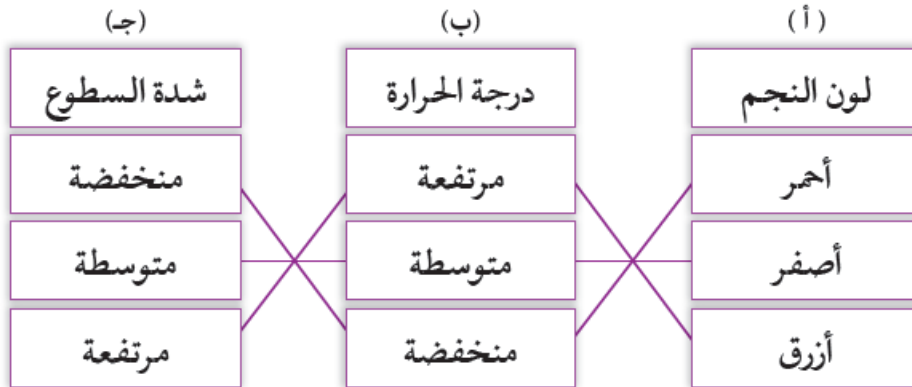 ( أ ) (ب) (جـ)
لون النجم درجة الحرارة شدة السطوع
أحمر مرتفعة منخفضة
أصفر متوسطة متوسطة
أزرق منخفضة مرتفعة